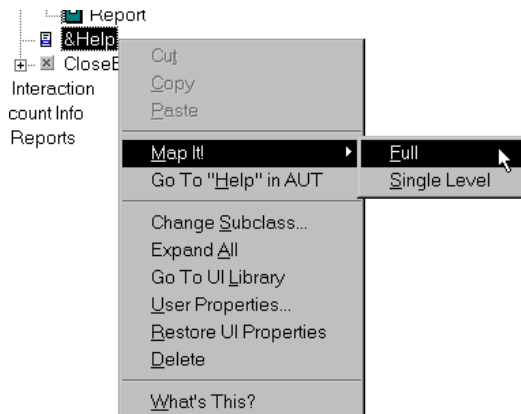 Report
&Help
CloseB
Interaction
count Info
Reports
Cut
Copy
Paste
Map It!
Go To "Help" in AUT
Change Subclass...
Expand All
Go To UI Library
User Properties...
Restore UI Properties
Delete
What's This?
Full
Single Level